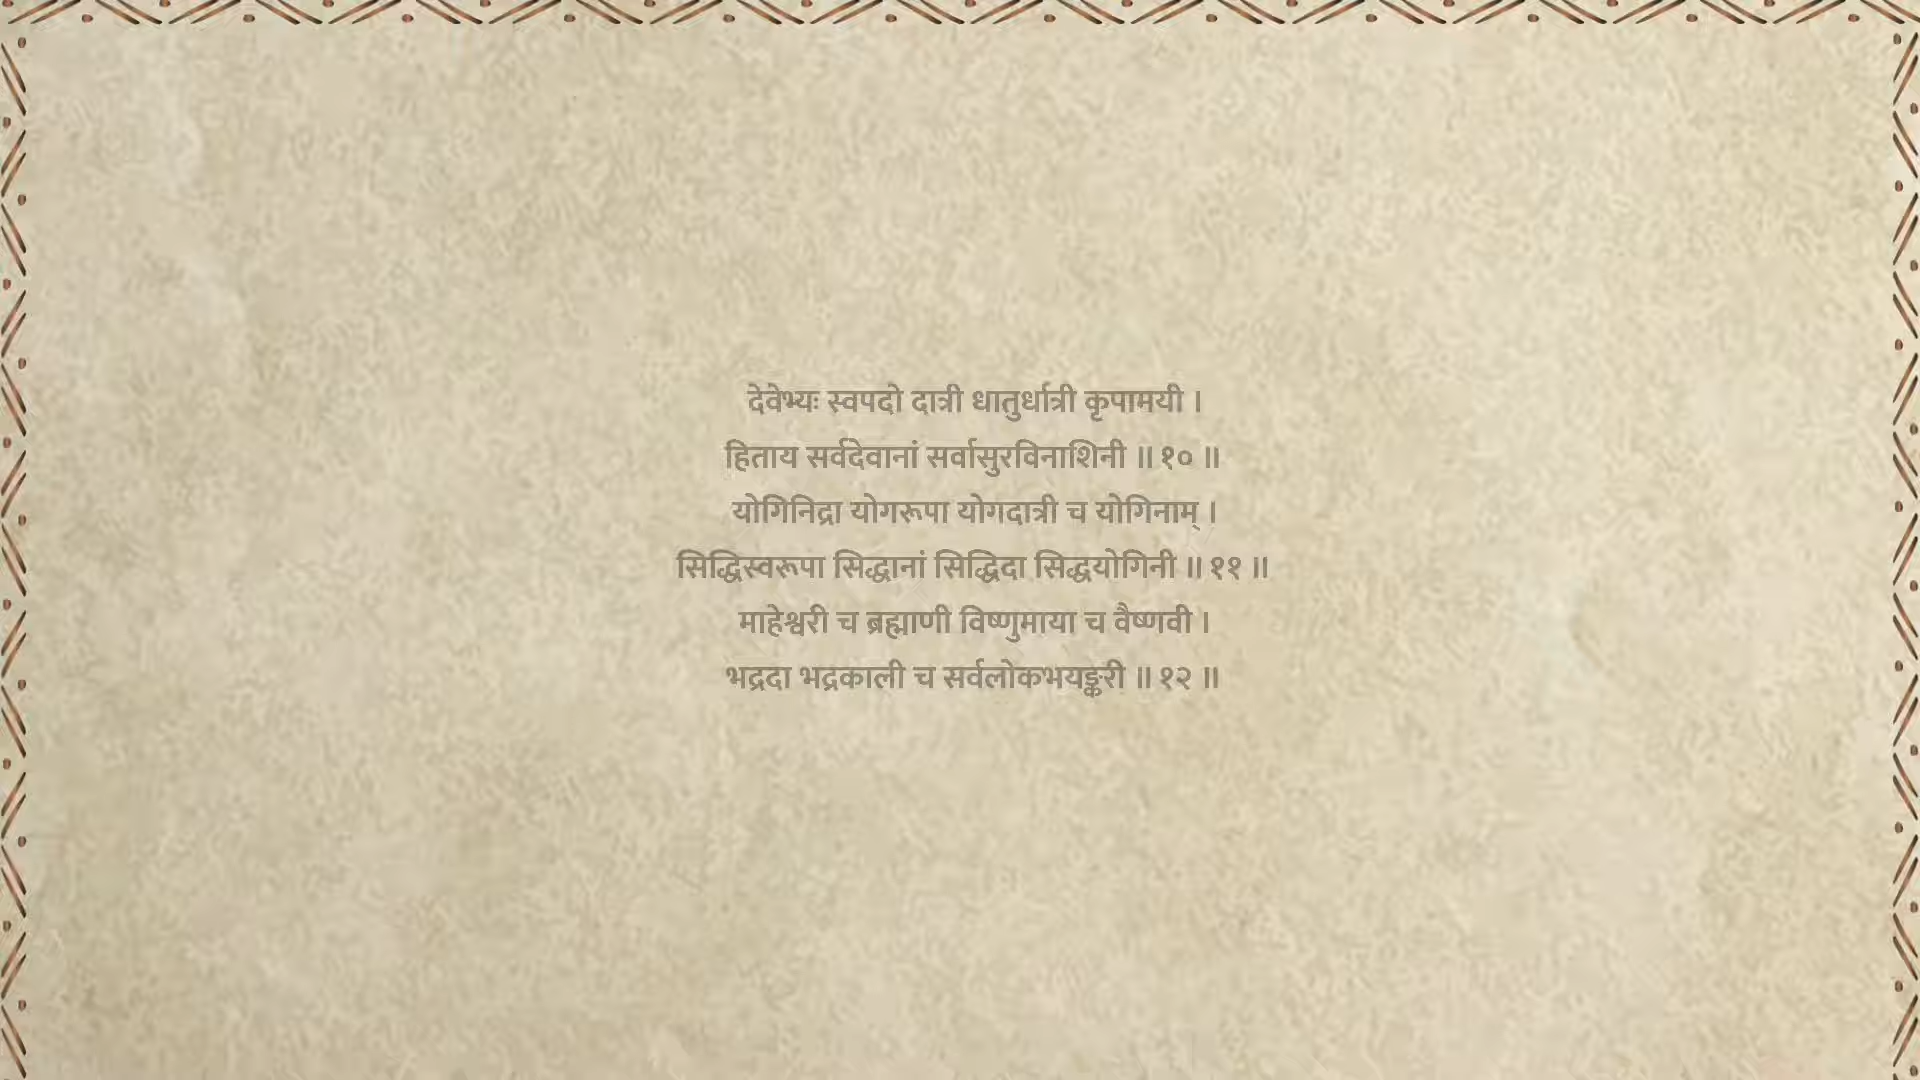 देवेभ्यः स्वपदो दात्री धातुर्धात्री कृपामयी ।
हिताय सर्वदेवानां सर्वासुरविनाशिनी ॥ १० ॥
योगिनिद्रा योगरूपा योगदात्री च योगिनाम् ।
सिद्धिस्वरूपा सिद्धानां सिद्धिदा सिद्धयोगिनी ॥ ११ ॥
माहेश्वरी च ब्रह्माणी विष्णुमाया च वैष्णवी ।
भद्रदा भद्रकाली च सर्वलोकभयङ्करी ॥ १२ ॥